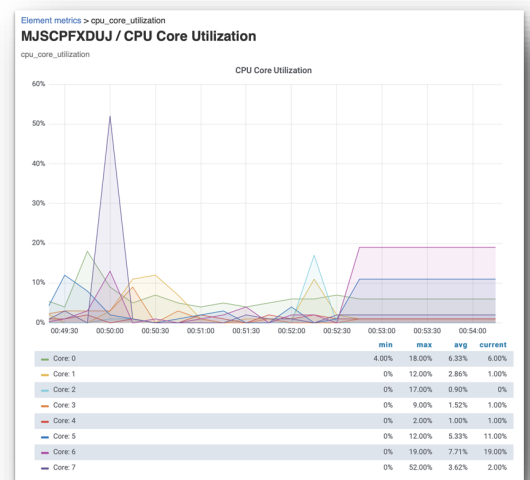 Element metrics > cpu_core_utilization
MJSCPFXDUJ / CPU Core Utilization
cpu_core_utilization
CPU Core Utilization
60%
50%
40%
30%
20%
10%
0%
00:49:30 00:50:00 00:50:30 00:51:00 00:51:30 00:52:00 00:52:30 00:53:00 00:53:30 00:54:00
min max avg current
Core: 0 4.00% 18.00% 6.33% 6.00%
Core: 1 0% 12.00% 2.86% 1.00%
Core: 2 0% 17.00% 0.90% 0%
Core: 3 0% 9.00% 1.52% 1.00%
Core: 4 0% 2.00% 1.00% 1.00%
Core: 5 0% 12.00% 5.33% 11.00%
Core: 6 0% 19.00% 7.71% 19.00%
Core: 7 0% 52.00% 3.62% 2.00%